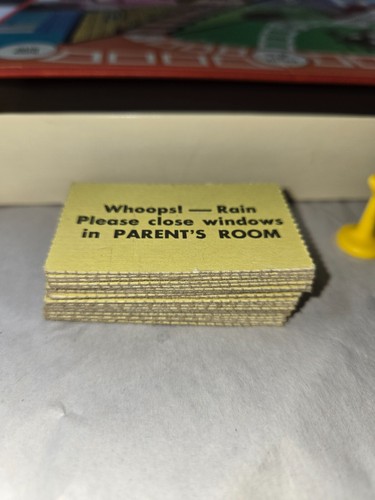 Whoops! — Rain
Please close windows
in PARENT'S ROOM